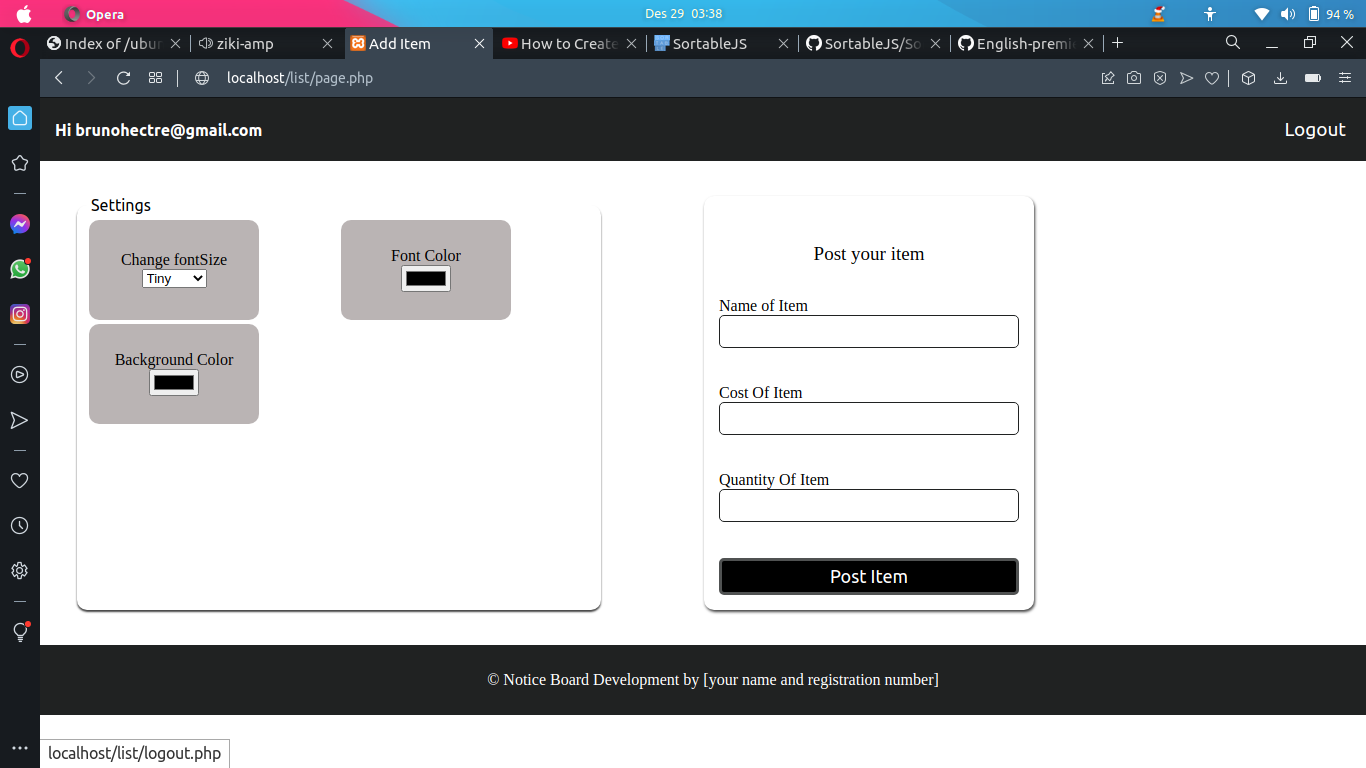 Opera
Des 29 03:38
94 %
Index of /ubun
ziki-amp
Add Item
How to Create
SortableJS
SortableJS/So
English-premie
localhost/list/page.php
Hi brunohectre@gmail.com
Logout
Settings
Change fontSize
Tiny
Font Color
Background Color
Post your item
Name of Item
Cost Of Item
Quantity Of Item
Post Item
© Notice Board Development by [your name and registration number]
localhost/list/logout.php